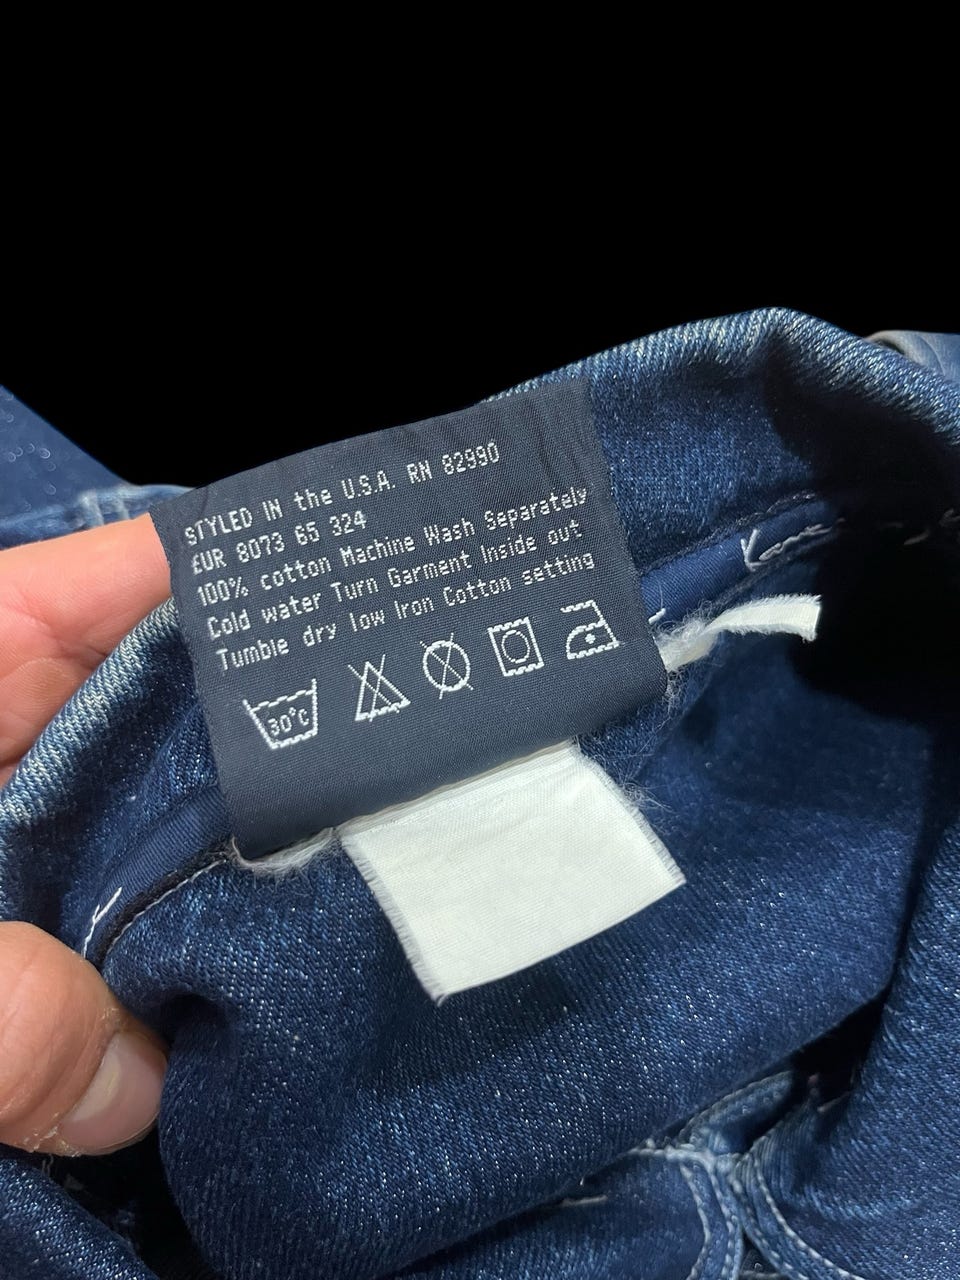 STYLED IN the U.S.A. RN 82990
EUR 8073 65 324
100% cotton Machine Wash Separately
Cold water Turn Garment Inside out
Tumble dry low Iron Cotton setting
30°C